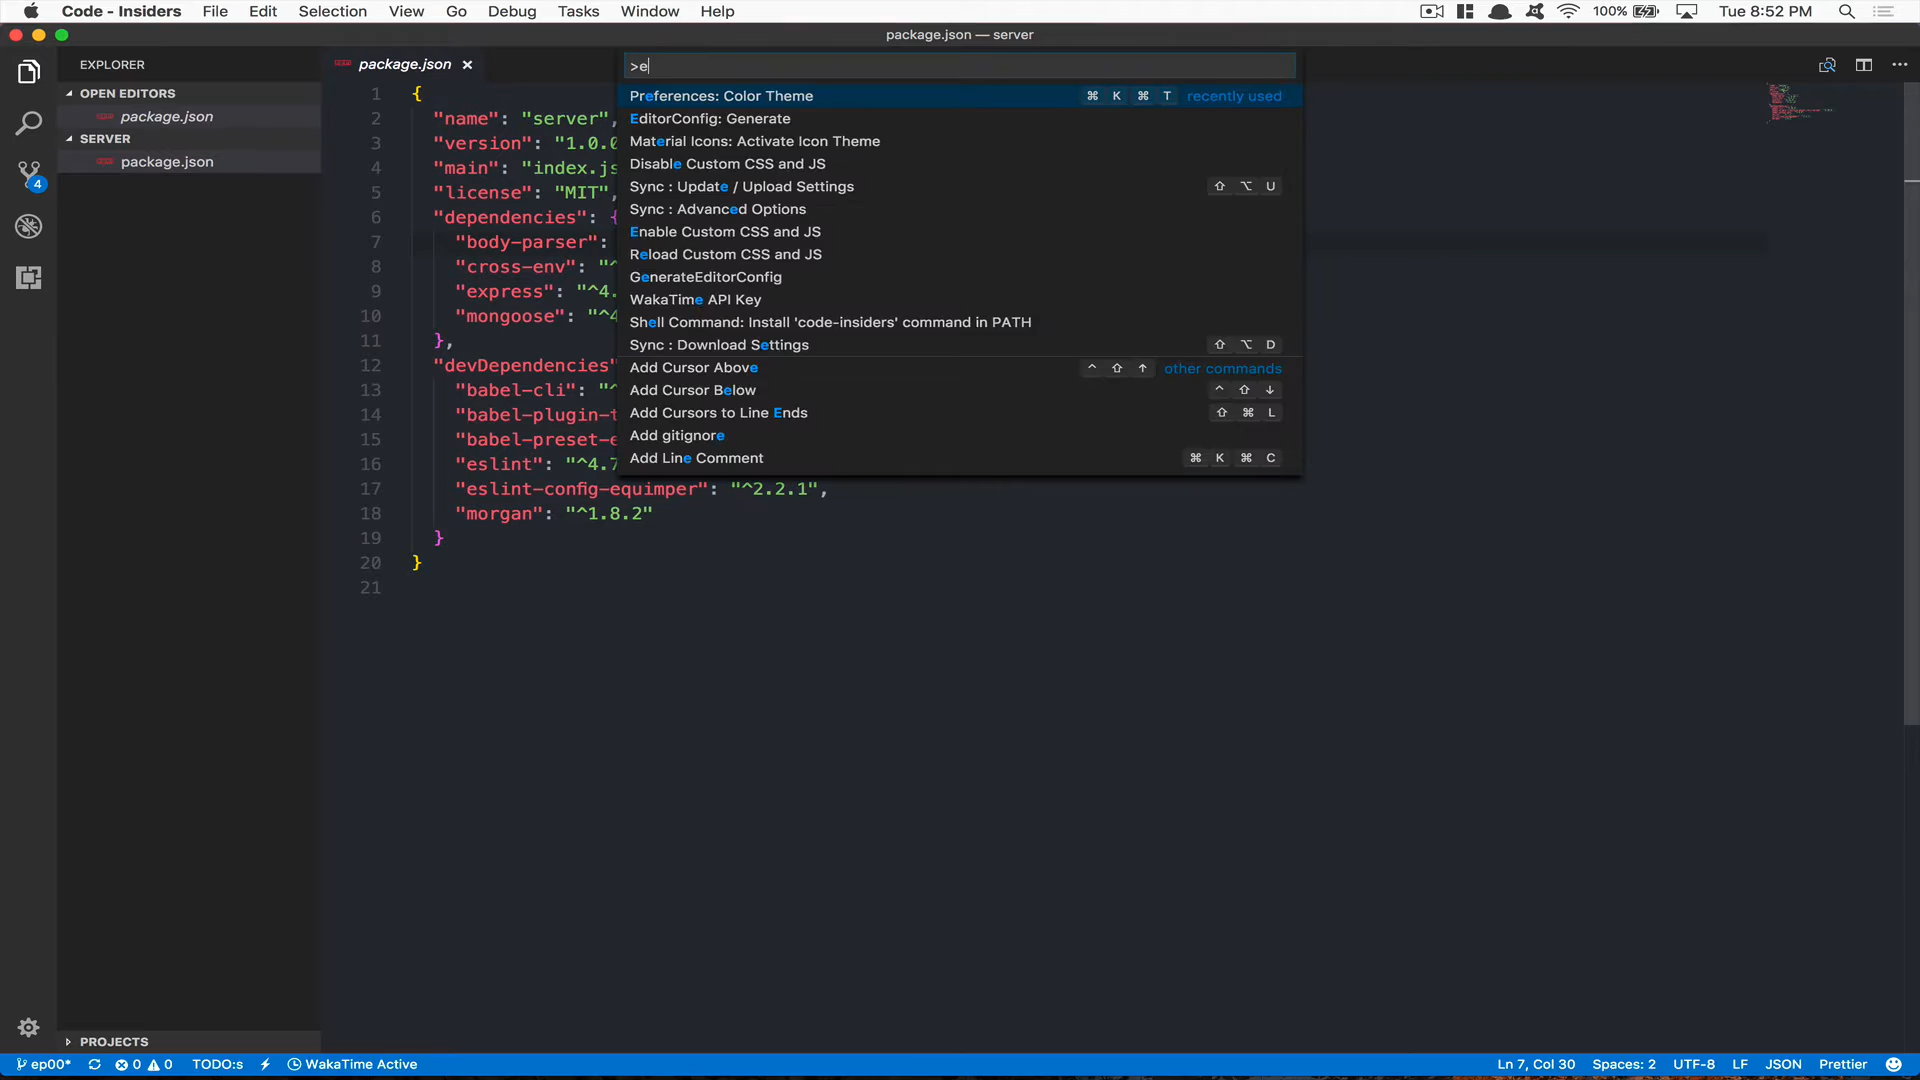 Code - Insiders File Edit Selection View Go Debug Tasks Window Help 100% Tue 8:52 PM
package.json — server
EXPLORER
OPEN EDITORS
package.json
SERVER
package.json
PROJECTS
4
package.json
1 {
2 "name": "server",
3 "version": "1.0.0
4 "main": "index.js
5 "license": "MIT",
6 "dependencies": {
7 "body-parser":
8 "cross-env": "^
9 "express": "^4.
10 "mongoose": "^4
11 },
12 "devDependencies"
13 "babel-cli": "^
14 "babel-plugin-t
15 "babel-preset-e
16 "eslint": "^4.7
17 "eslint-config-equimper": "^2.2.1",
18 "morgan": "^1.8.2"
19 }
20 }
21
>e
Preferences: Color Theme ⌘ K ⌘ T recently used
EditorConfig: Generate
Material Icons: Activate Icon Theme
Disable Custom CSS and JS
Sync : Update / Upload Settings ⇧ ⌥ U
Sync : Advanced Options
Enable Custom CSS and JS
Reload Custom CSS and JS
GenerateEditorConfig
WakaTime API Key
Shell Command: Install 'code-insiders' command in PATH
Sync : Download Settings ⇧ ⌥ D
Add Cursor Above ^ ⇧ ↑ other commands
Add Cursor Below ^ ⇧ ↓
Add Cursors to Line Ends ⇧ ⌘ L
Add gitignore
Add Line Comment ⌘ K ⌘ C
ep00* 0 0 TODO:s WakaTime Active Ln 7, Col 30 Spaces: 2 UTF-8 LF JSON Prettier